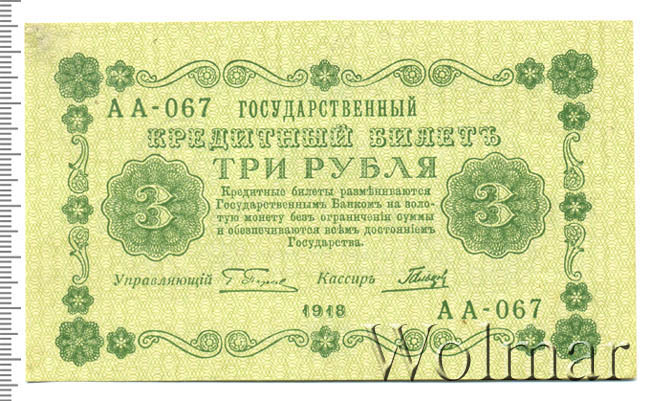 АА-067 ГОСУДАРСТВЕННЫЙ
КРЕДИТНЫЙ БИЛЕТЪ
ТРИ РУБЛЯ
3 3
Кредитные билеты размѣниваются
Государственнымъ Банкомъ на золо-
тую монету безъ ограниченія суммы
и обезпечиваются всѣмъ достояніемъ
Государства.
Управляющій Кассиръ
1918
АА-067
Wolmar